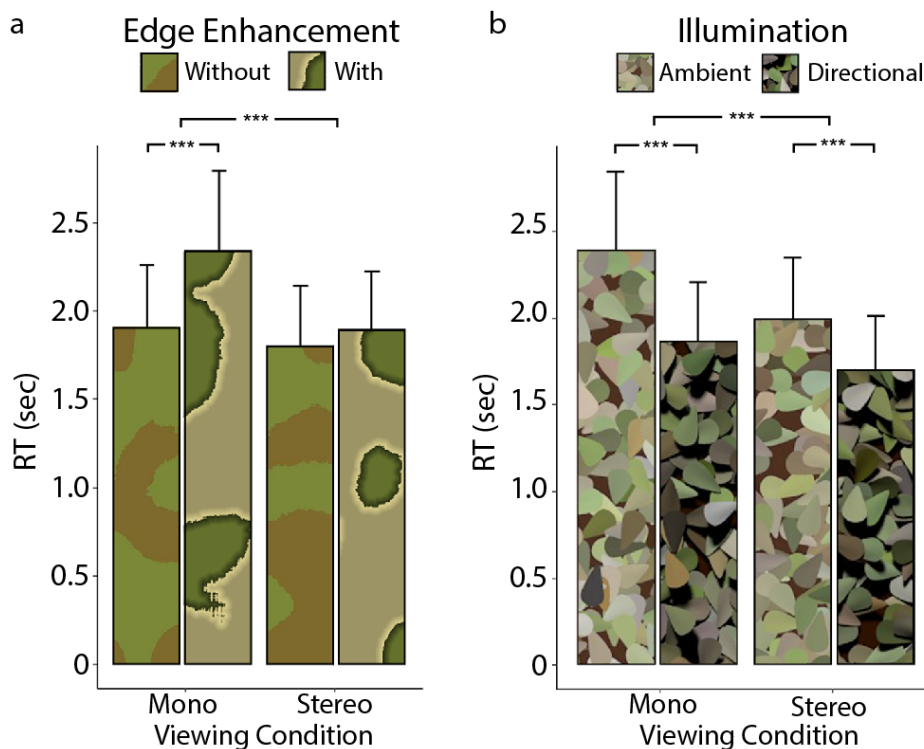 a
Edge Enhancement
Without
With
***
***
2.5
2.0
1.5
1.0
0.5
0
RT (sec)
Mono
Stereo
Viewing Condition
b
Illumination
Ambient
Directional
***
***
***
2.5
2.0
1.5
1.0
0.5
0
RT (sec)
Mono
Stereo
Viewing Condition